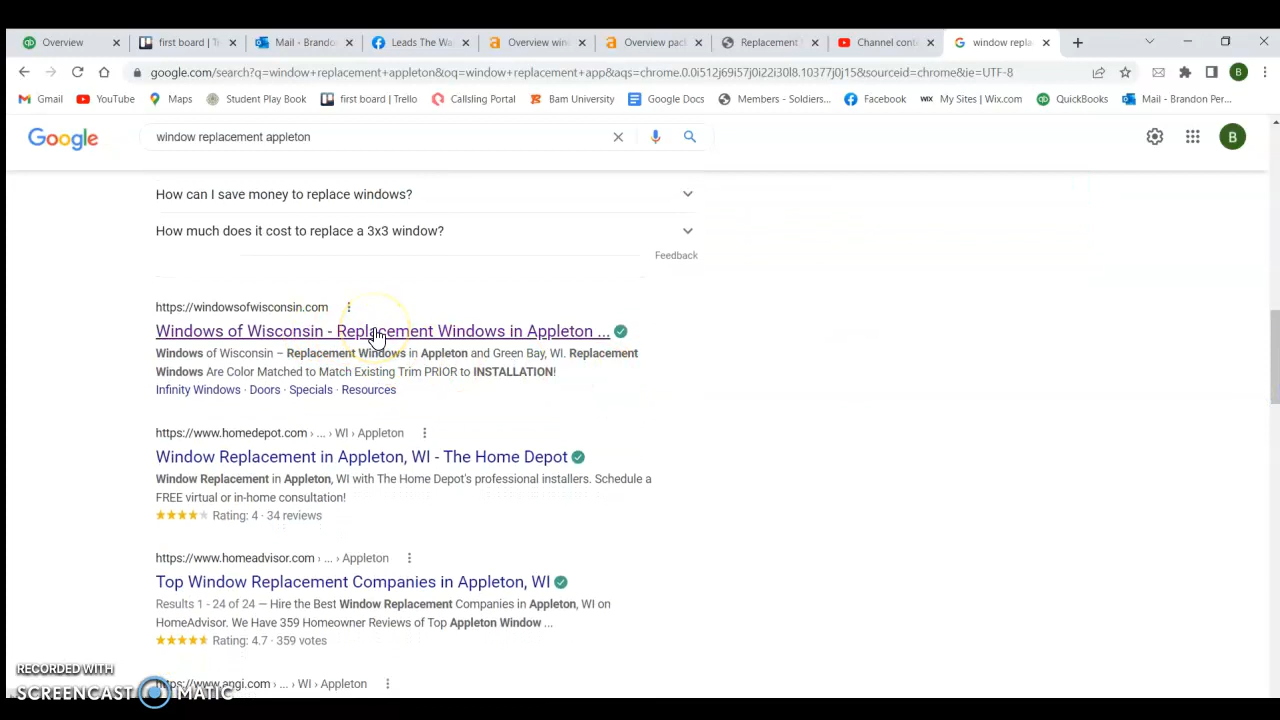 Overview
first board | Tr
Mail - Brando
Leads The Wa
Overview win
Overview pac
Replacement
Channel cont
window repla
google.com/search?q=window+replacement+appleton&oq=window+replacement+app&aqs=chrome.0.0i512j69i57j0i22i30l8.10377j0j15&sourceid=chrome&ie=UTF-8
B
Gmail
YouTube
Maps
Student Play Book
first board | Trello
Callsling Portal
Bam University
Google Docs
Members - Soldiers...
Facebook
WIX My Sites | Wix.com
QuickBooks
Mail - Brandon Per...
Google
window replacement appleton
B
How can I save money to replace windows?
How much does it cost to replace a 3x3 window?
Feedback
https://windowsofwisconsin.com
Windows of Wisconsin - Replacement Windows in Appleton ...
Windows of Wisconsin – Replacement Windows in Appleton and Green Bay, WI. Replacement
Windows Are Color Matched to Match Existing Trim PRIOR to INSTALLATION!
Infinity Windows · Doors · Specials · Resources
https://www.homedepot.com › ... › WI › Appleton
Window Replacement in Appleton, WI - The Home Depot
Window Replacement in Appleton, WI with The Home Depot's professional installers. Schedule a
FREE virtual or in-home consultation!
Rating: 4 · 34 reviews
https://www.homeadvisor.com › ... › Appleton
Top Window Replacement Companies in Appleton, WI
Results 1 - 24 of 24 — Hire the Best Window Replacement Companies in Appleton, WI on
HomeAdvisor. We Have 359 Homeowner Reviews of Top Appleton Window ...
Rating: 4.7 · 359 votes
RECORDED WITH
SCREENCAST MATIC
www.angi.com › ... › WI › Appleton